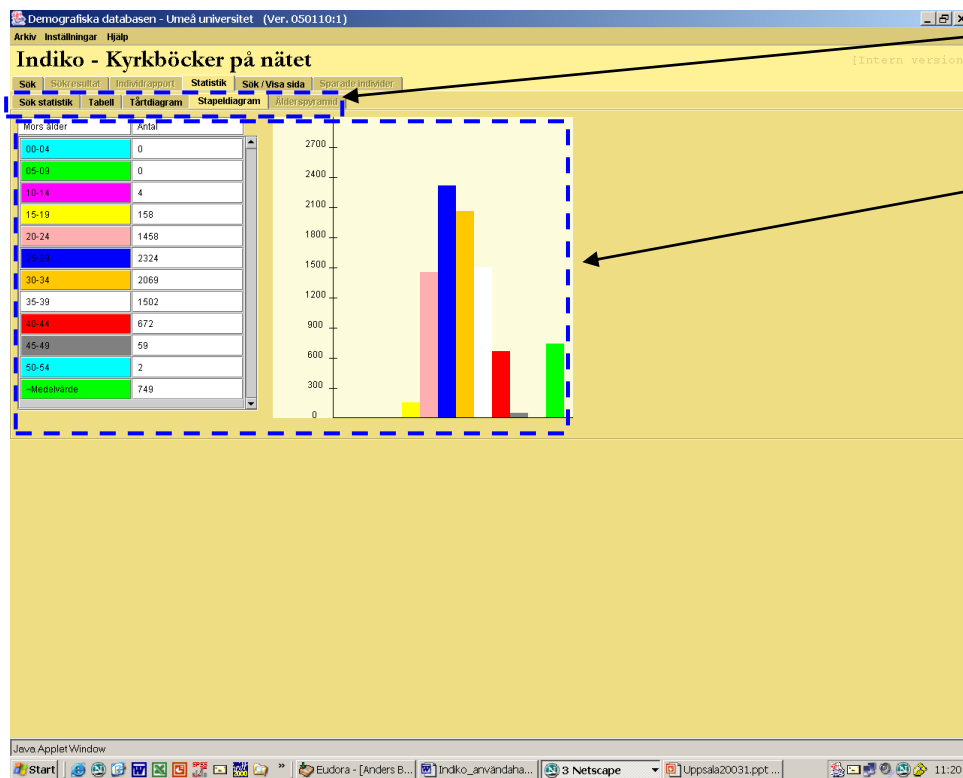 Demografiska databasen - Umeå universitet (Ver. 050110:1)
Arkiv Inställningar Hjälp
Indiko - Kyrkböcker på nätet
[Intern version
Sök Sökresultat Individrapport Statistik Sök / Visa sida Sparade individer
Sök statistik Tabell Tårtdiagram Stapeldiagram Ålderspyramid
Mors ålder Antal
00-04 0
05-09 0
10-14 4
15-19 158
20-24 1458
25-29 2324
30-34 2069
35-39 1502
40-44 672
45-49 59
50-54 2
~Medelvärde 749
2700
2400
2100
1800
1500
1200
900
600
300
0
Java Applet Window
Start » Eudora - [Anders B... Indiko_användaha... 3 Netscape Uppsala20031.ppt ... 11:20